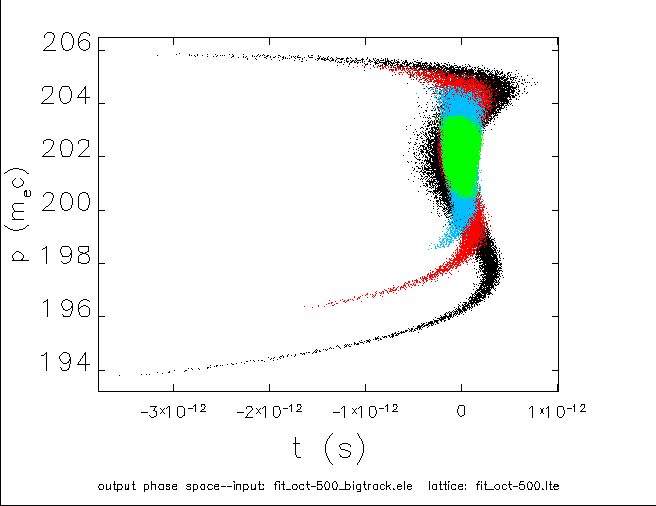 206
204
202
200
198
196
194
p (mₑc)
-3×10⁻¹² -2×10⁻¹² -1×10⁻¹² 0 1×10⁻¹²
t (s)
output phase space--input: fit_oct-500_bigtrack.ele lattice: fit_oct-500.lte